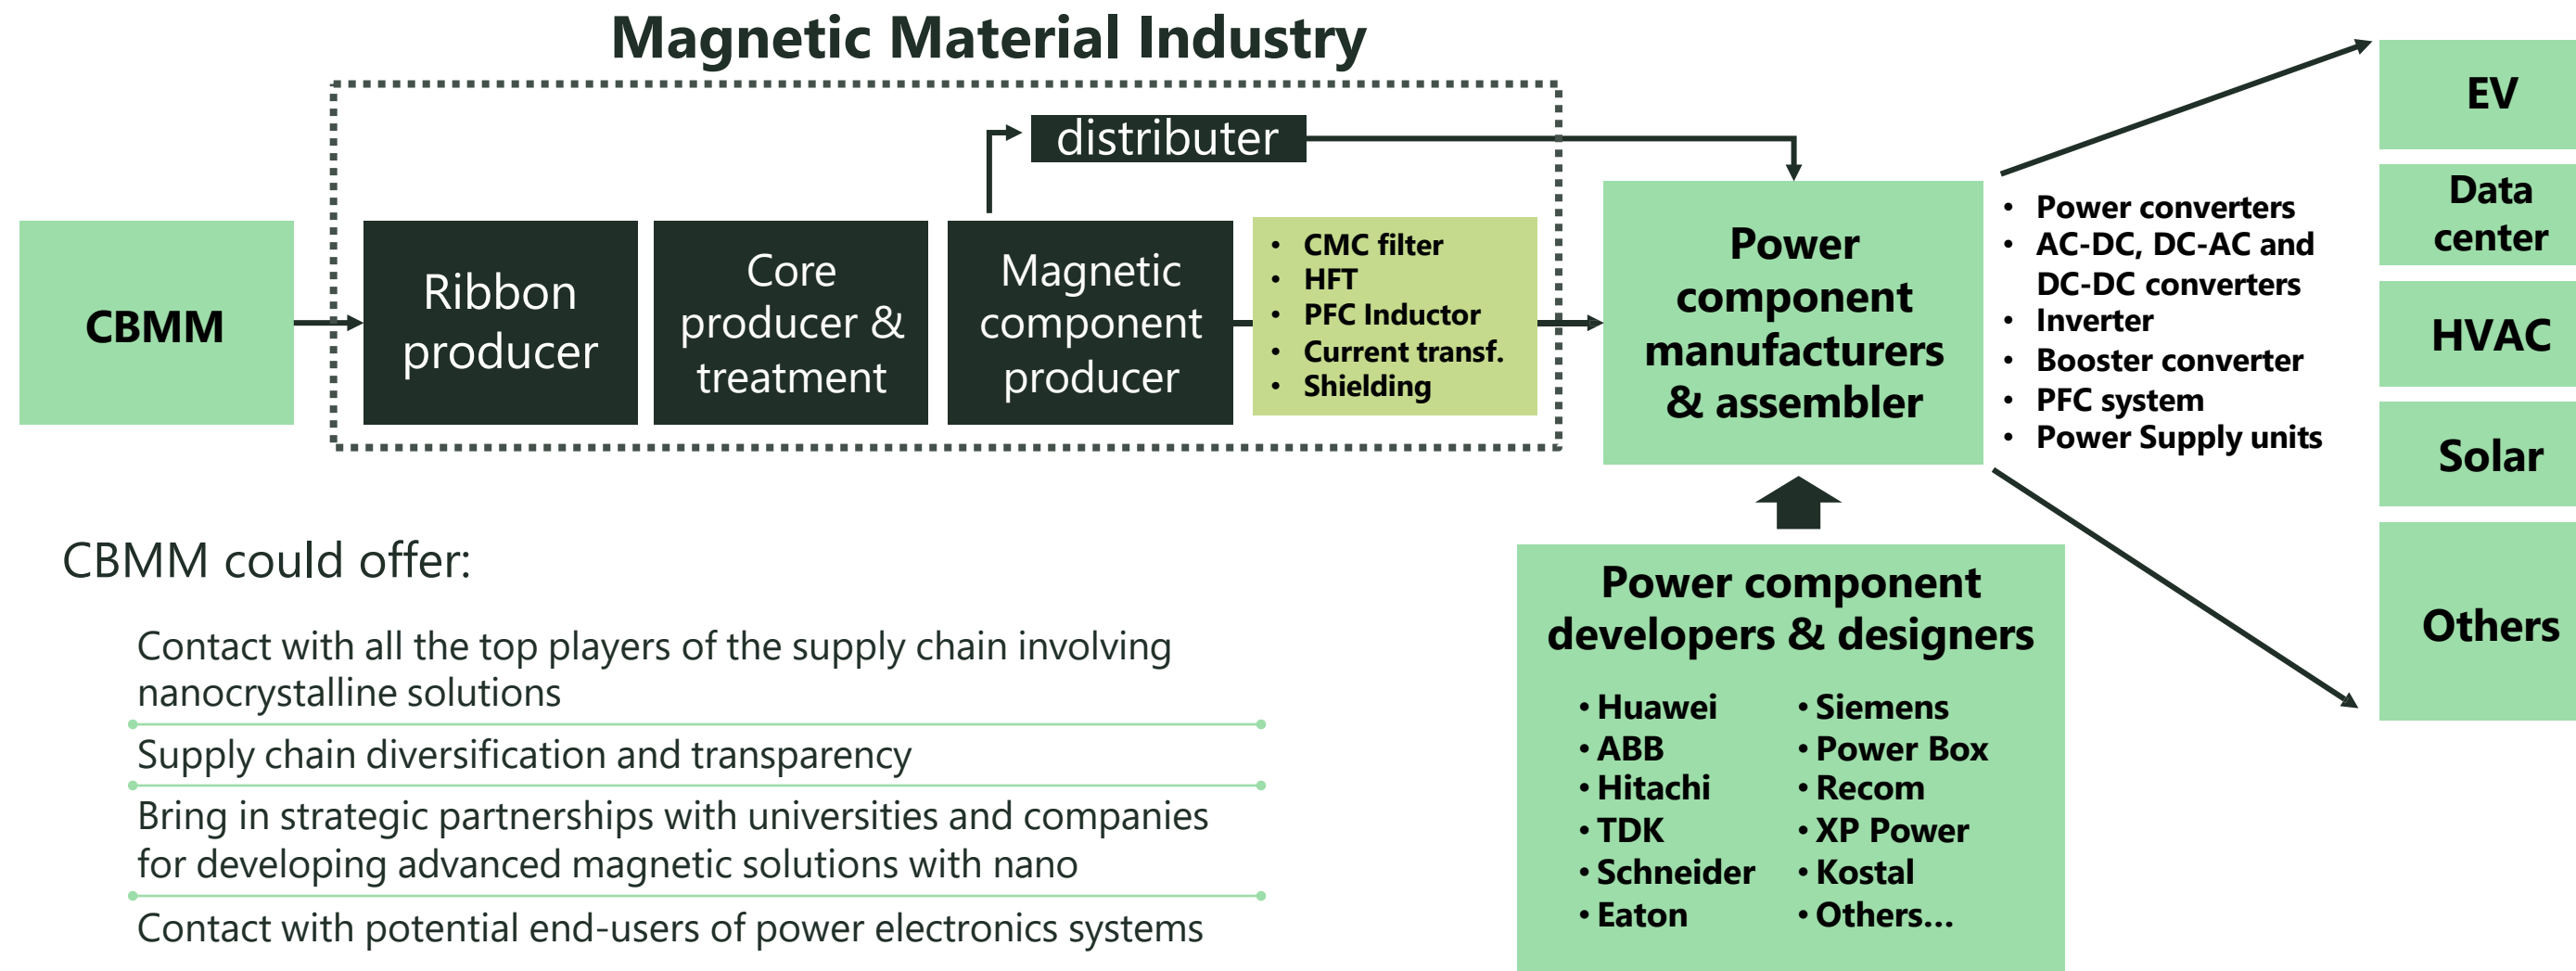 Magnetic Material Industry
distributer
CBMM
Ribbon
producer
Core
producer &
treatment
Magnetic
component
producer
• CMC filter
• HFT
• PFC Inductor
• Current transf.
• Shielding
Power
component
manufacturers
& assembler
• Power converters
• AC-DC, DC-AC and
DC-DC converters
• Inverter
• Booster converter
• PFC system
• Power Supply units
EV
Data
center
HVAC
Solar
Others
CBMM could offer:
Contact with all the top players of the supply chain involving
nanocrystalline solutions
Supply chain diversification and transparency
Bring in strategic partnerships with universities and companies
for developing advanced magnetic solutions with nano
Contact with potential end-users of power electronics systems
Power component
developers & designers
• Huawei
• ABB
• Hitachi
• TDK
• Schneider
• Eaton
• Siemens
• Power Box
• Recom
• XP Power
• Kostal
• Others...